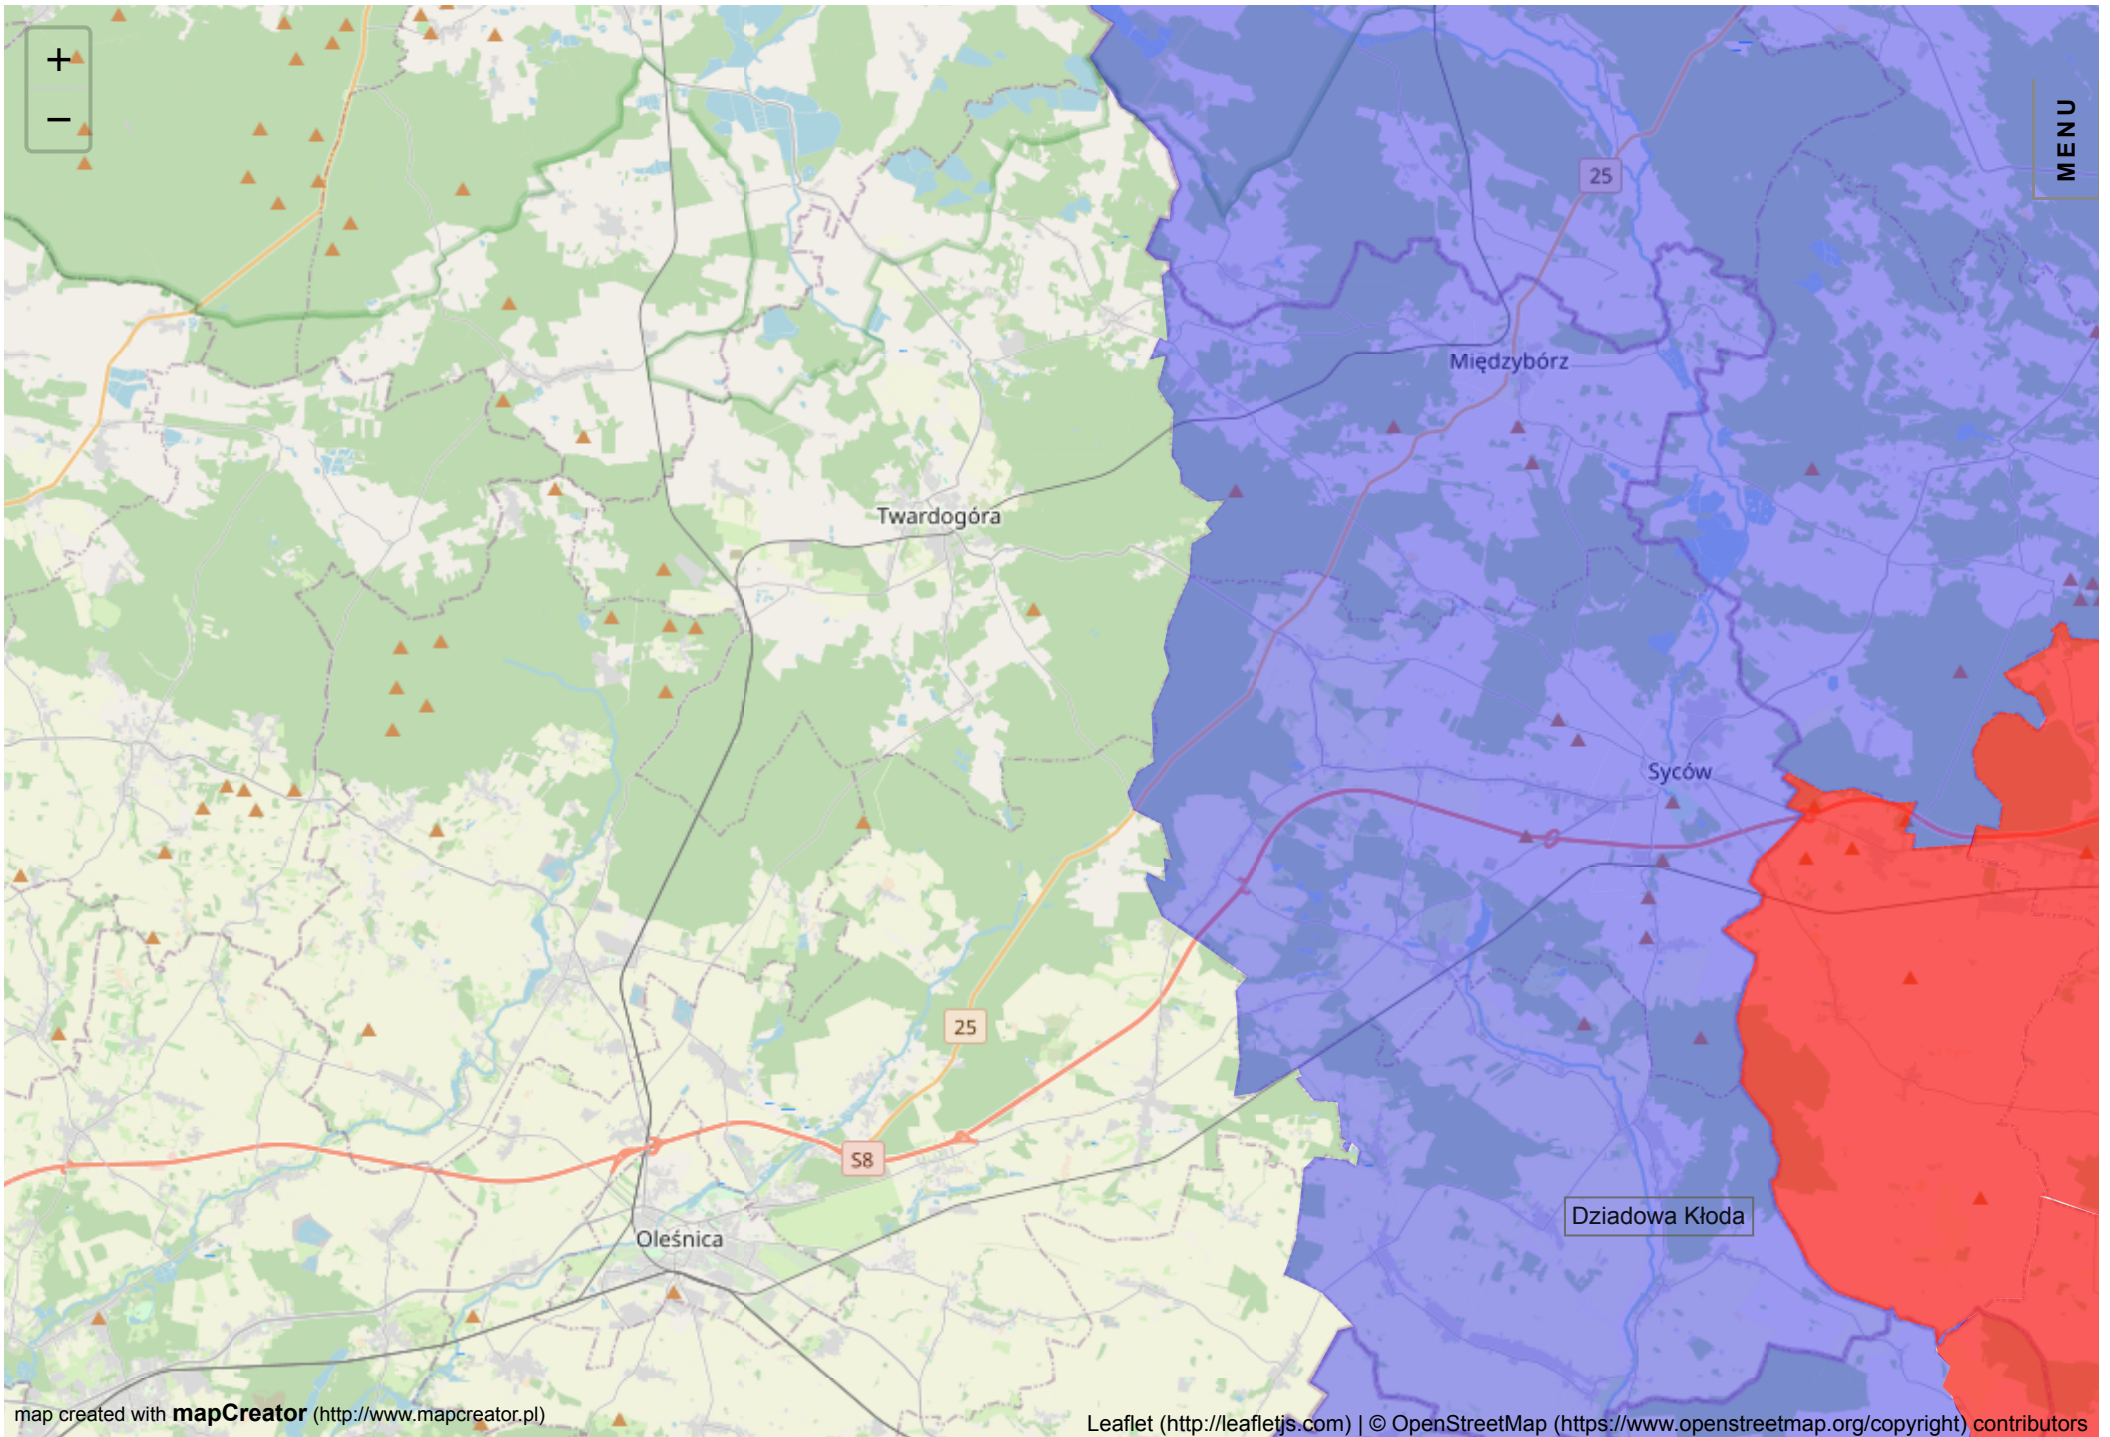 +
−
MENU
25
Międzybórz
Twardogóra
Syców
25
S8
Dziadowa Kłoda
Oleśnica
map created with mapCreator (http://www.mapcreator.pl)
Leaflet (http://leafletjs.com) | © OpenStreetMap (https://www.openstreetmap.org/copyright) contributors